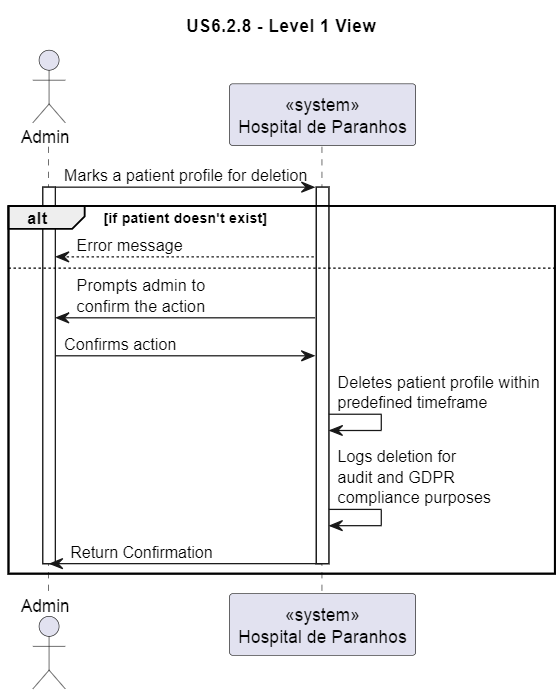 US6.2.8 - Level 1 View
Admin
«system»
Hospital de Paranhos
Marks a patient profile for deletion
alt
[if patient doesn't exist]
Error message
Prompts admin to
confirm the action
Confirms action
Deletes patient profile within
predefined timeframe
Logs deletion for
audit and GDPR
compliance purposes
Return Confirmation
Admin
«system»
Hospital de Paranhos